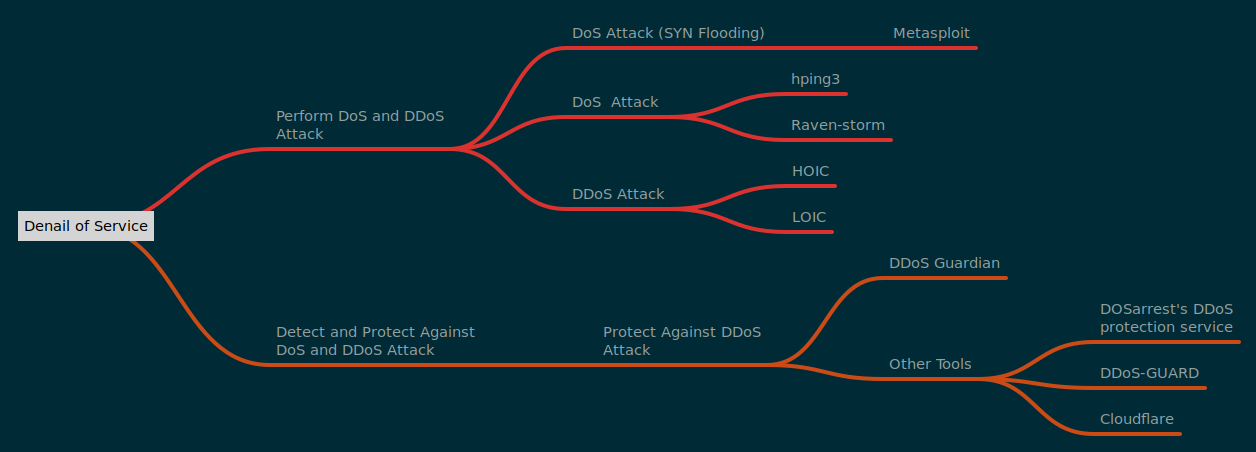 Denail of Service
Perform DoS and DDoS
Attack
DoS Attack (SYN Flooding)
Metasploit
DoS  Attack
hping3
Raven-storm
DDoS Attack
HOIC
LOIC
Detect and Protect Against
DoS and DDoS Attack
Protect Against DDoS
Attack
DDoS Guardian
Other Tools
DOSarrest's DDoS
protection service
DDoS-GUARD
Cloudflare